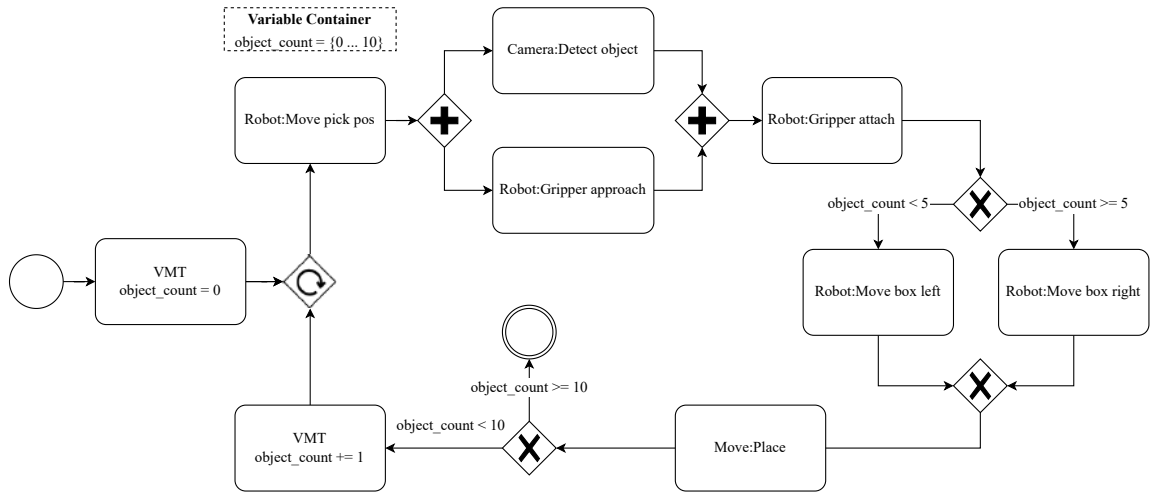 Variable Container
object_count = {0 ... 10}
Camera:Detect object
Robot:Move pick pos
Robot:Gripper attach
Robot:Gripper approach
object_count < 5
object_count >= 5
VMT
object_count = 0
Robot:Move box left
Robot:Move box right
object_count >= 10
object_count < 10
VMT
object_count += 1
Move:Place